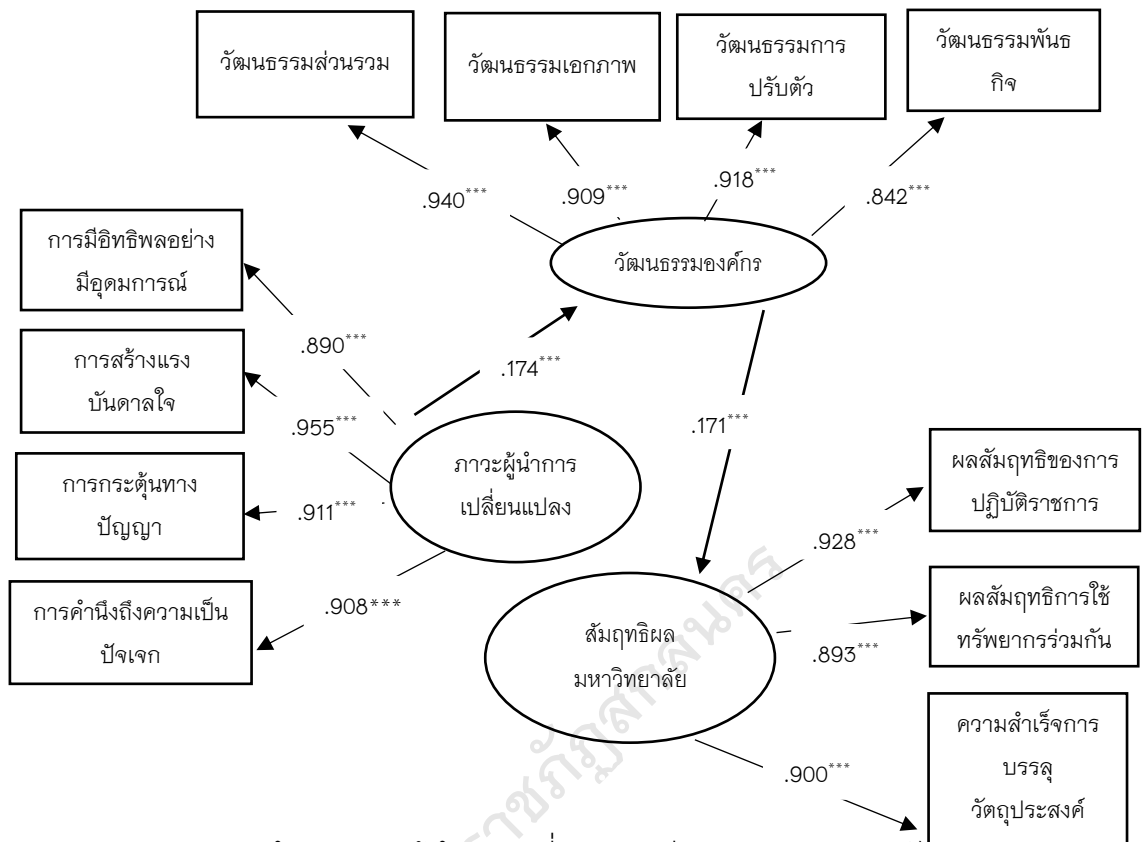 วัฒนธรรมส่วนรวม
วัฒนธรรมเอกภาพ
วัฒนธรรมการ
ปรับตัว
วัฒนธรรมพันธ
กิจ
.940***
.909***
.918***
.842***
วัฒนธรรมองค์กร
การมีอิทธิพลอย่าง
มีอุดมการณ์
การสร้างแรง
บันดาลใจ
การกระตุ้นทาง
ปัญญา
การคำนึงถึงความเป็น
ปัจเจก
.890***
.955***
.911***
.908***
.174***
.171***
ภาวะผู้นำการ
เปลี่ยนแปลง
สัมฤทธิผล
มหาวิทยาลัย
.928***
.893***
.900***
ผลสัมฤทธิของการ
ปฏิบัติราชการ
ผลสัมฤทธิการใช้
ทรัพยากรร่วมกัน
ความสำเร็จการ
บรรลุ
วัตถุประสงค์